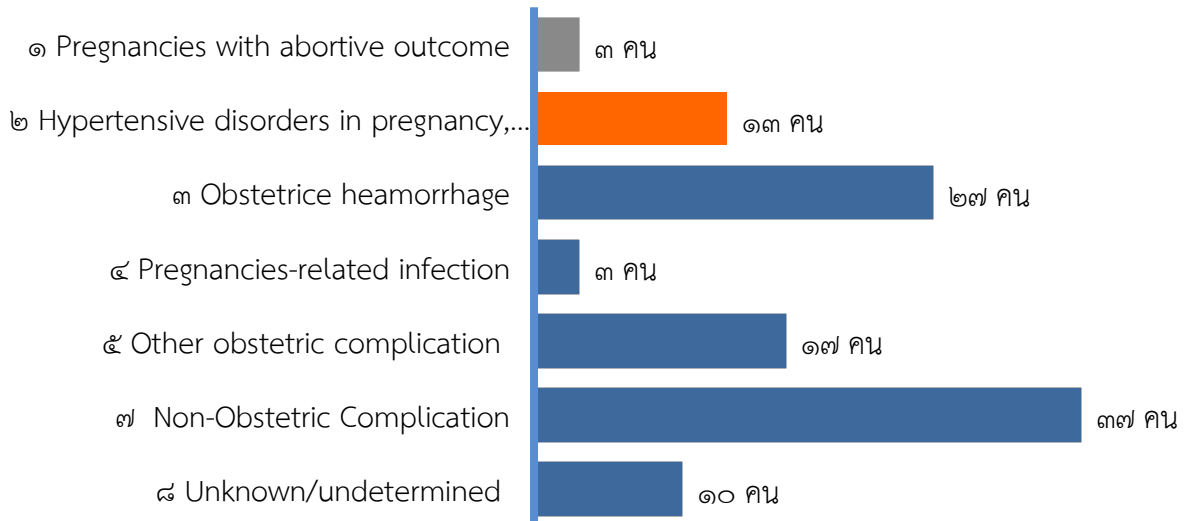 ๑ Pregnancies with abortive outcome ๓ คน
๒ Hypertensive disorders in pregnancy,... ๑๓ คน
๓ Obstetrice heamorrhage ๒๗ คน
๔ Pregnancies-related infection ๓ คน
๕ Other obstetric complication ๑๗ คน
๗ Non-Obstetric Complication ๓๗ คน
๘ Unknown/undetermined ๑๐ คน